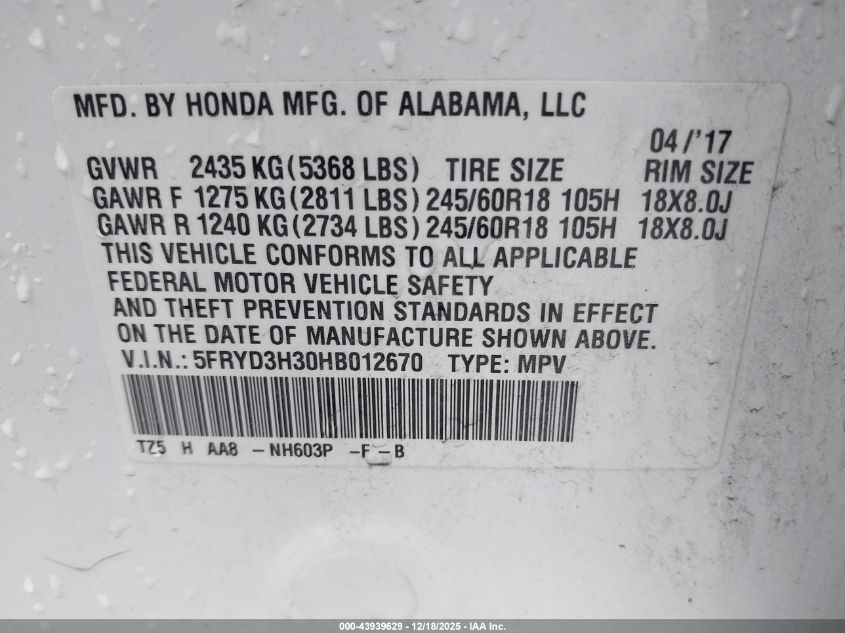 MFD. BY HONDA MFG. OF ALABAMA, LLC
04/'17
GVWR 2435 KG (5368 LBS) TIRE SIZE RIM SIZE
GAWR F 1275 KG (2811 LBS) 245/60R18 105H 18X8.0J
GAWR R 1240 KG (2734 LBS) 245/60R18 105H 18X8.0J
THIS VEHICLE CONFORMS TO ALL APPLICABLE
FEDERAL MOTOR VEHICLE SAFETY
AND THEFT PREVENTION STANDARDS IN EFFECT
ON THE DATE OF MANUFACTURE SHOWN ABOVE.
V.I.N.: 5FRYD3H30HB012670 TYPE: MPV
TZ5 H AA8 - NH603P - F - B
000-43939629 - 12/18/2025 - IAA Inc.